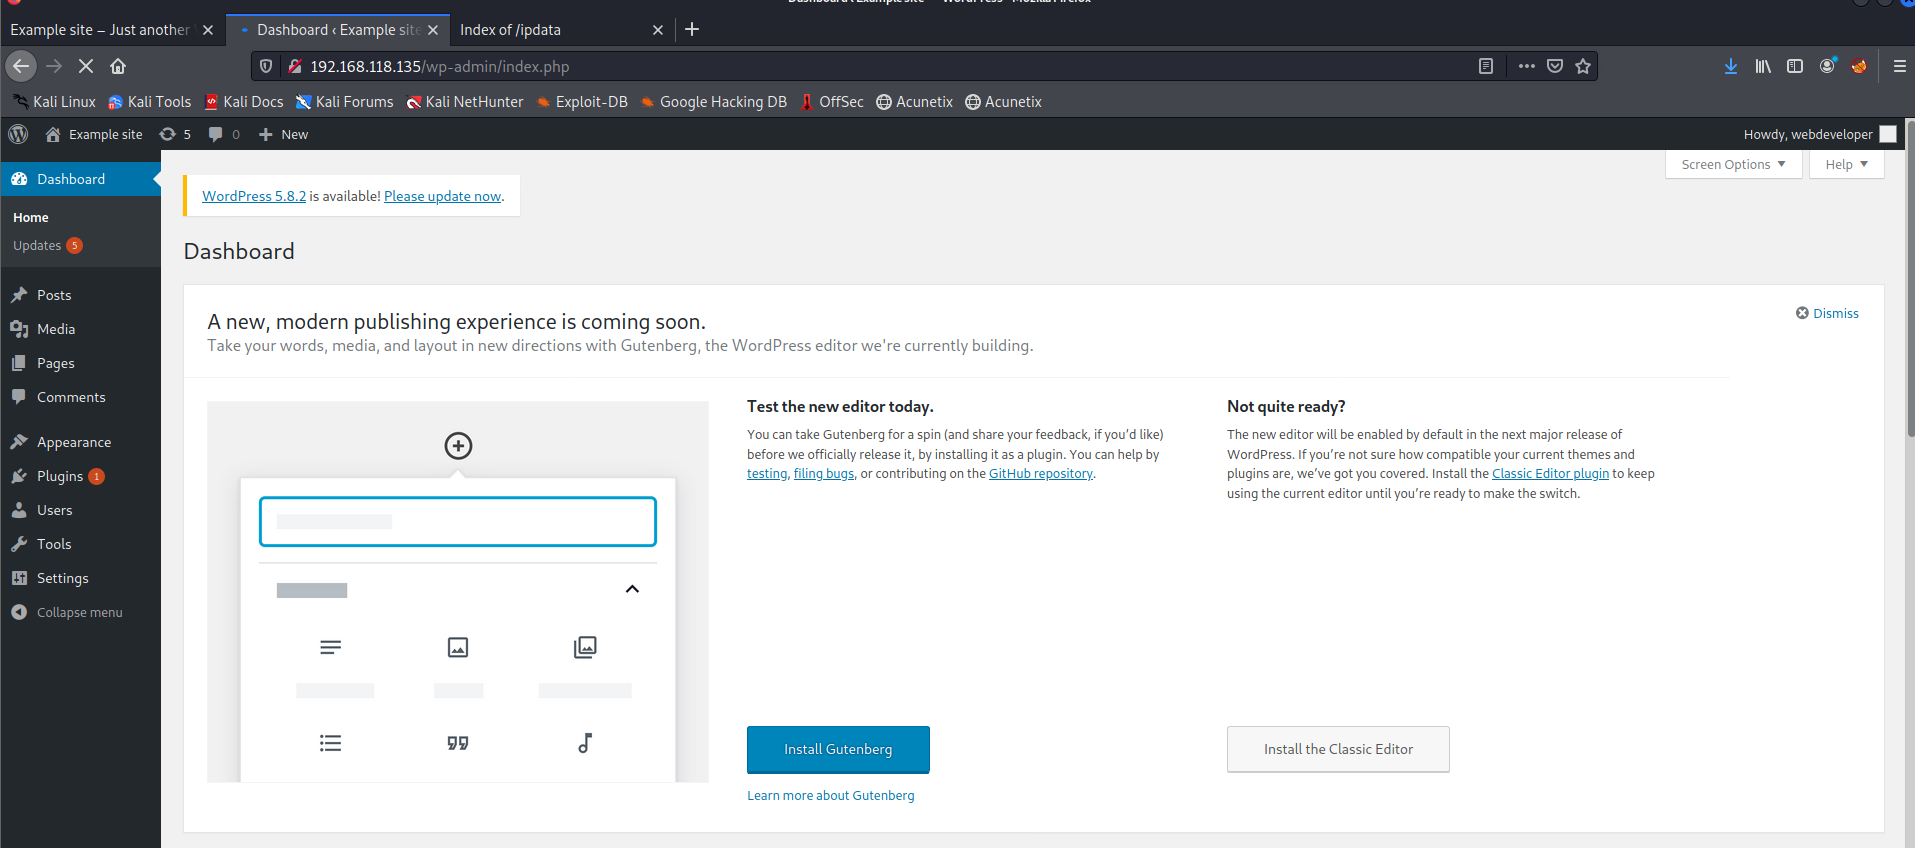 Example site – Just another
Dashboard ‹ Example site
Index of /ipdata
192.168.118.135/wp-admin/index.php
Kali Linux
Kali Tools
Kali Docs
Kali Forums
Kali NetHunter
Exploit-DB
Google Hacking DB
OffSec
Acunetix
Acunetix
Example site
5
0
New
Howdy, webdeveloper
Screen Options
Help
Dashboard
Home
Updates 5
Posts
Media
Pages
Comments
Appearance
Plugins 1
Users
Tools
Settings
Collapse menu
WordPress 5.8.2 is available! Please update now.
Dashboard
A new, modern publishing experience is coming soon.
Take your words, media, and layout in new directions with Gutenberg, the WordPress editor we're currently building.
Dismiss
Test the new editor today.
You can take Gutenberg for a spin (and share your feedback, if you’d like)
before we officially release it, by installing it as a plugin. You can help by
testing, filing bugs, or contributing on the GitHub repository.
Install Gutenberg
Learn more about Gutenberg
Not quite ready?
The new editor will be enabled by default in the next major release of
WordPress. If you’re not sure how compatible your current themes and
plugins are, we’ve got you covered. Install the Classic Editor plugin to keep
using the current editor until you’re ready to make the switch.
Install the Classic Editor